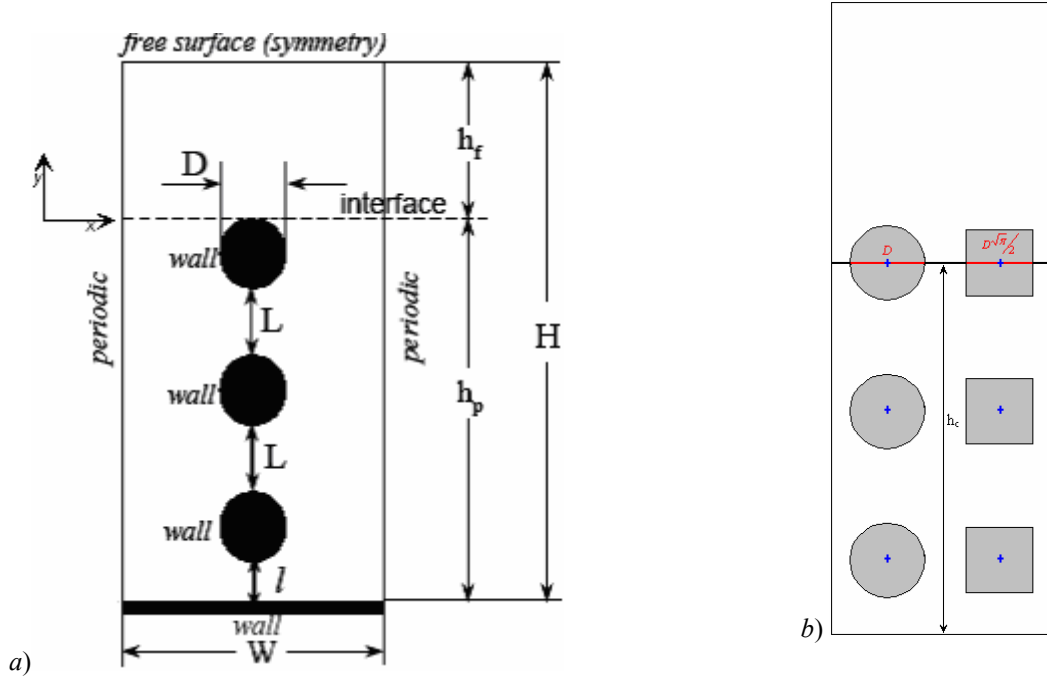 free surface (symmetry)
h_f
D
y
x
interface
wall
periodic
L
periodic
H
wall
h_p
L
wall
l
wall
W
a)
D
D√π/2
h_c
b)